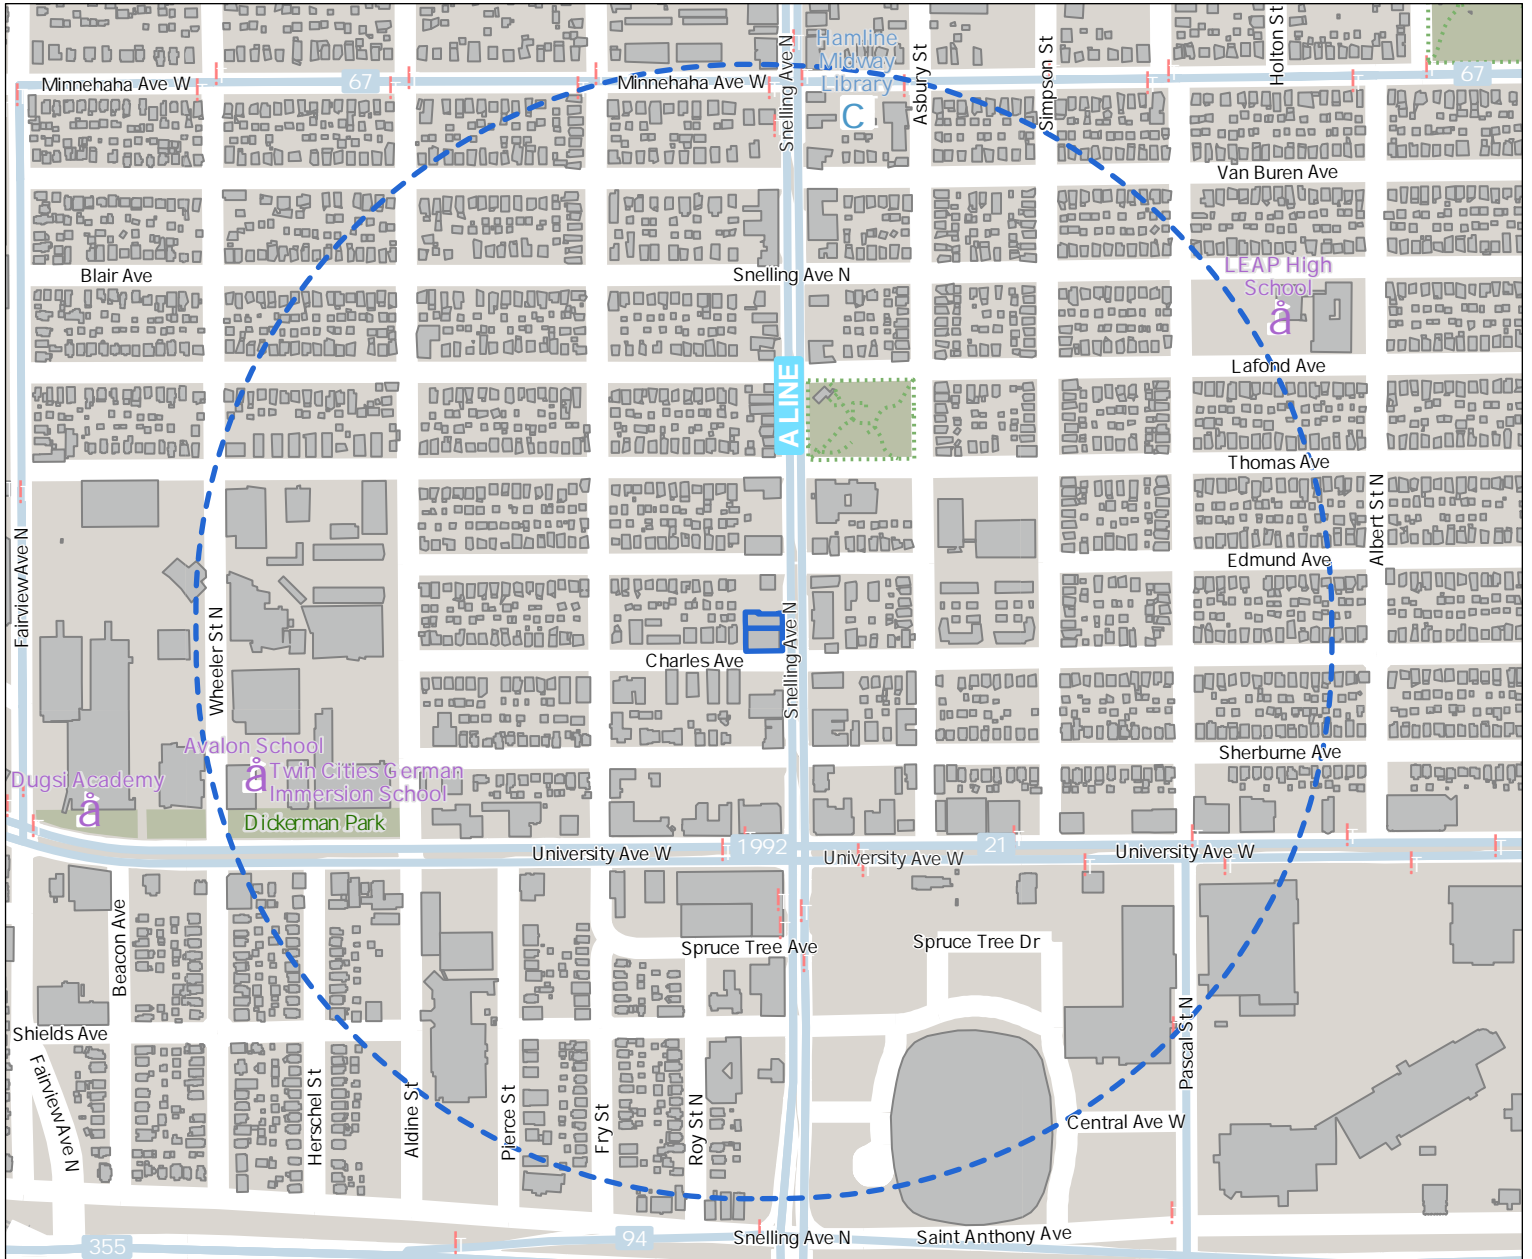 Holton St
Snelling Ave N
Hamline
Midway
Library
C
Asbury St
Simpson St
Minnehaha Ave W
67
Minnehaha Ave W
67
Van Buren Ave
LEAP High
School
å
Blair Ave
Snelling Ave N
A LINE
Lafond Ave
Thomas Ave
Albert St N
Fairview Ave N
Edmund Ave
Wheeler St N
Snelling Ave N
Charles Ave
Avalon School
Dugsi Academy
å
å
Twin Cities German
Immersion School
Sherburne Ave
Dickerman Park
University Ave W
1992
University Ave W
21
University Ave W
Beacon Ave
Spruce Tree Ave
Spruce Tree Dr
Shields Ave
Fairview Ave N
Herschel St
Aldine St
Pierce St
Fry St
Roy St N
Pascal St N
Central Ave W
355
94
Snelling Ave N
Saint Anthony Ave